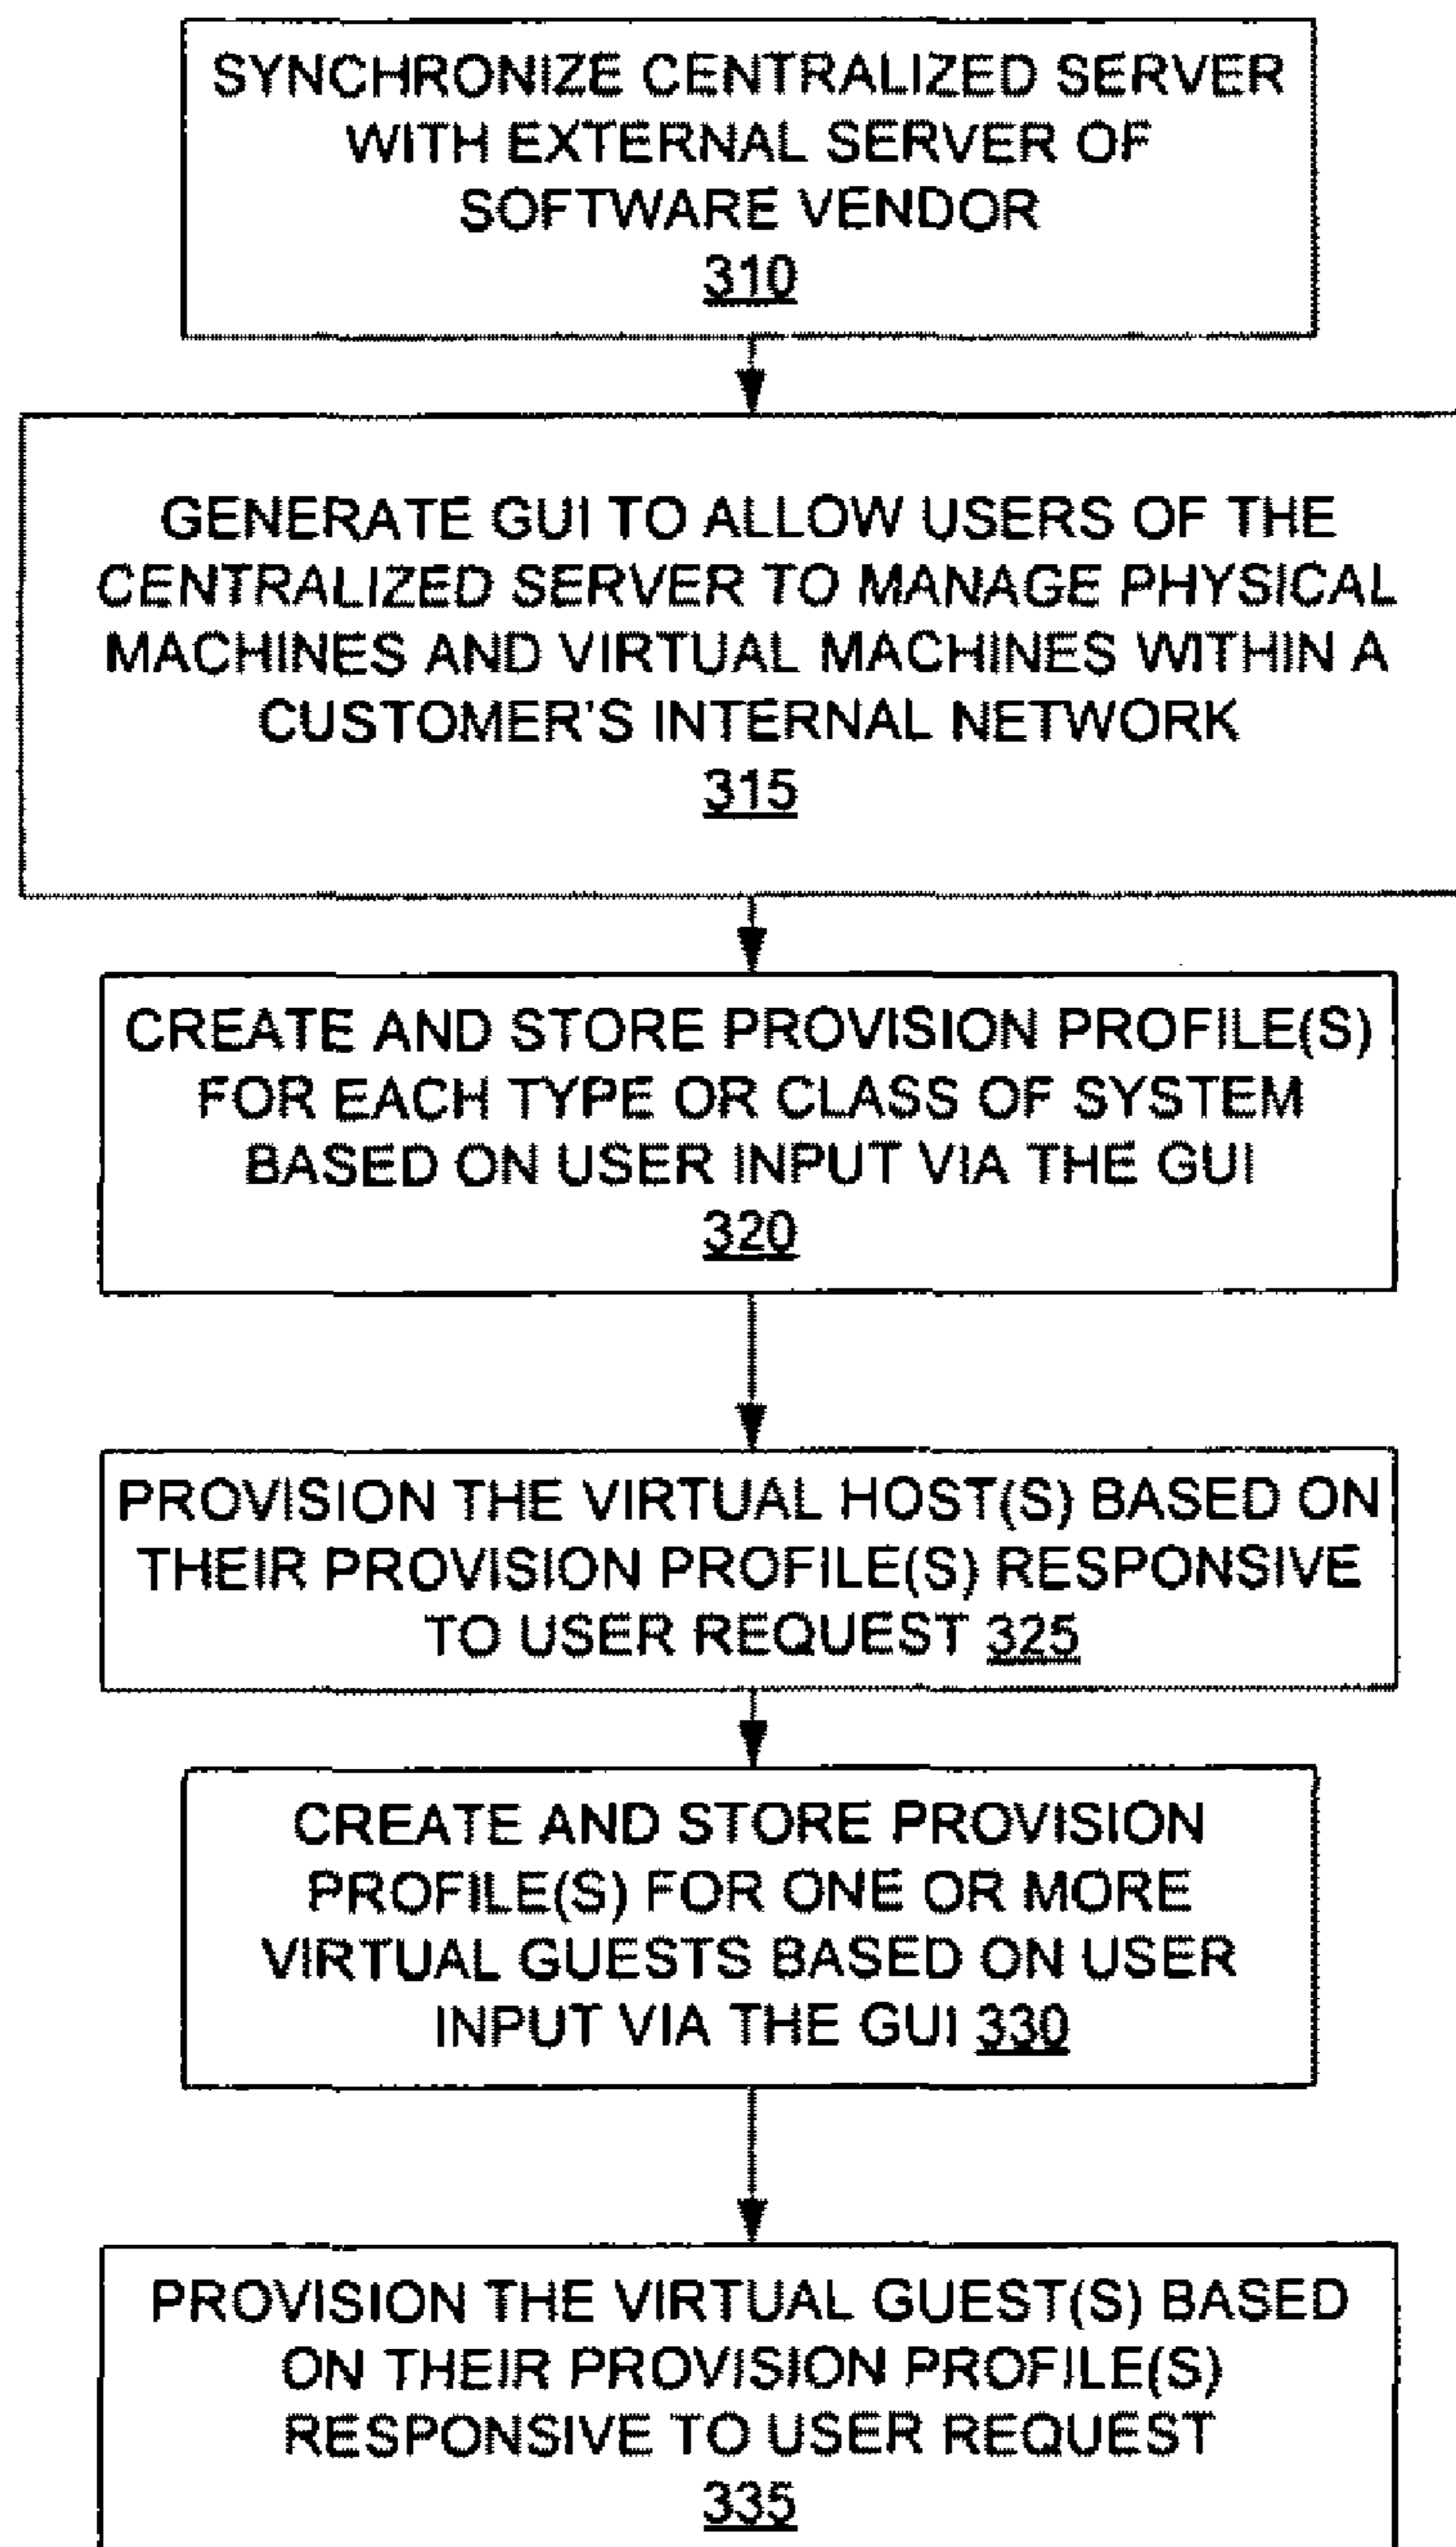 SYNCHRONIZE CENTRALIZED SERVER
WITH EXTERNAL SERVER OF
SOFTWARE VENDOR
310
GENERATE GUI TO ALLOW USERS OF THE
CENTRALIZED SERVER TO MANAGE PHYSICAL
MACHINES AND VIRTUAL MACHINES WITHIN A
CUSTOMER'S INTERNAL NETWORK
315
CREATE AND STORE PROVISION PROFILE(S)
FOR EACH TYPE OR CLASS OF SYSTEM
BASED ON USER INPUT VIA THE GUI
320
PROVISION THE VIRTUAL HOST(S) BASED ON
THEIR PROVISION PROFILE(S) RESPONSIVE
TO USER REQUEST 325
CREATE AND STORE PROVISION
PROFILE(S) FOR ONE OR MORE
VIRTUAL GUESTS BASED ON USER
INPUT VIA THE GUI 330
PROVISION THE VIRTUAL GUEST(S) BASED
ON THEIR PROVISION PROFILE(S)
RESPONSIVE TO USER REQUEST
335